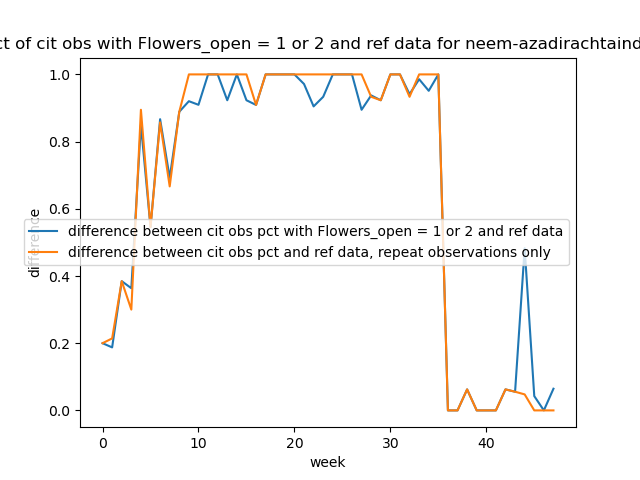 ct of cit obs with Flowers_open = 1 or 2 and ref data for neem-azadirachtaind
1.0
0.8
0.6
0.4
0.2
0.0
difference
difference between cit obs pct with Flowers_open = 1 or 2 and ref data
difference between cit obs pct and ref data, repeat observations only
0 10 20 30 40
week